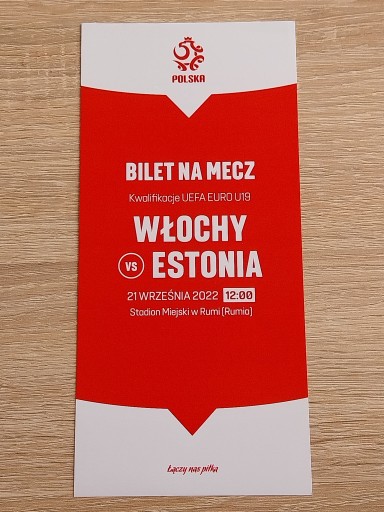 POLSKA
BILET NA MECZ
Kwalifikacje UEFA EURO U19
WŁOCHY
VS ESTONIA
21 WRZEŚNIA 2022 12:00
Stadion Miejski w Rumi (Rumia)
Łączy nas piłka